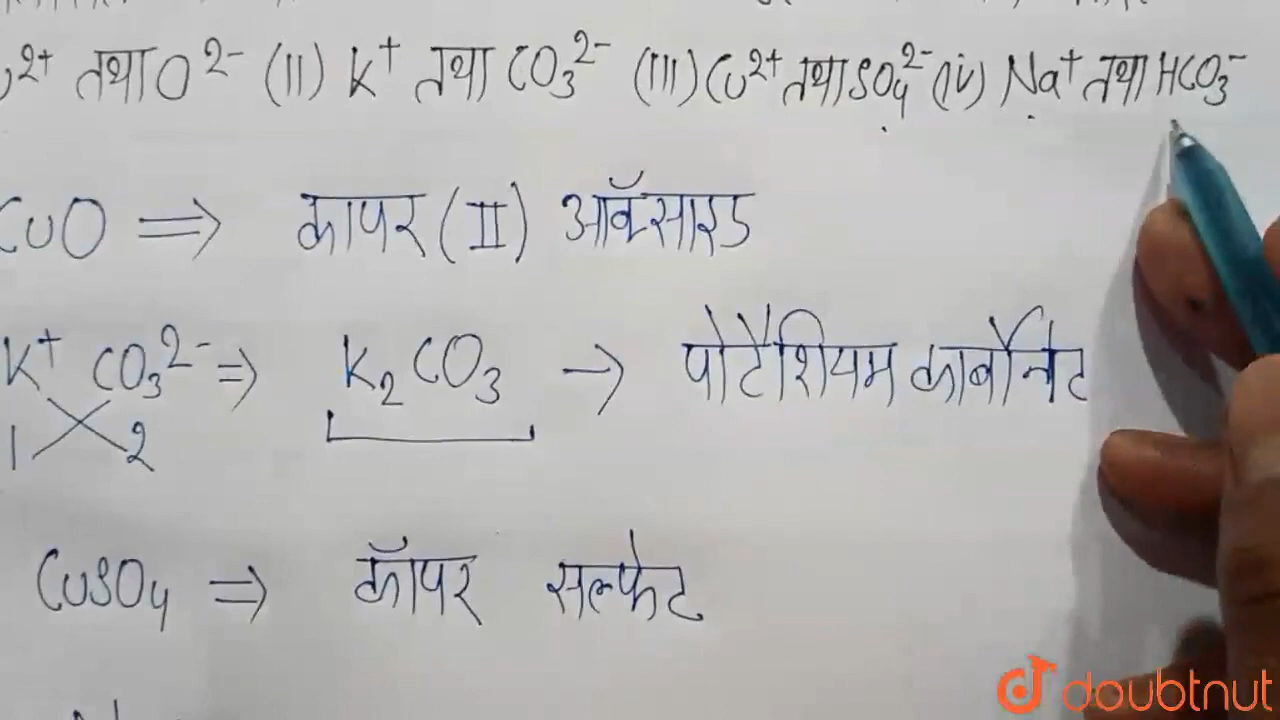 2+ तथा O²⁻ (II) K⁺ तथा CO₃²⁻ (III) Cu²⁺ तथा SO₄²⁻ (iv) Na⁺ तथा HCO₃⁻
CuO ⇒ कापर (II) ऑक्साइड
K⁺ CO₃²⁻ ⇒ K₂CO₃ → पोटैशियम कार्बोनेट
1 2
CuSO₄ ⇒ कॉपर सल्फेट
doubtnut